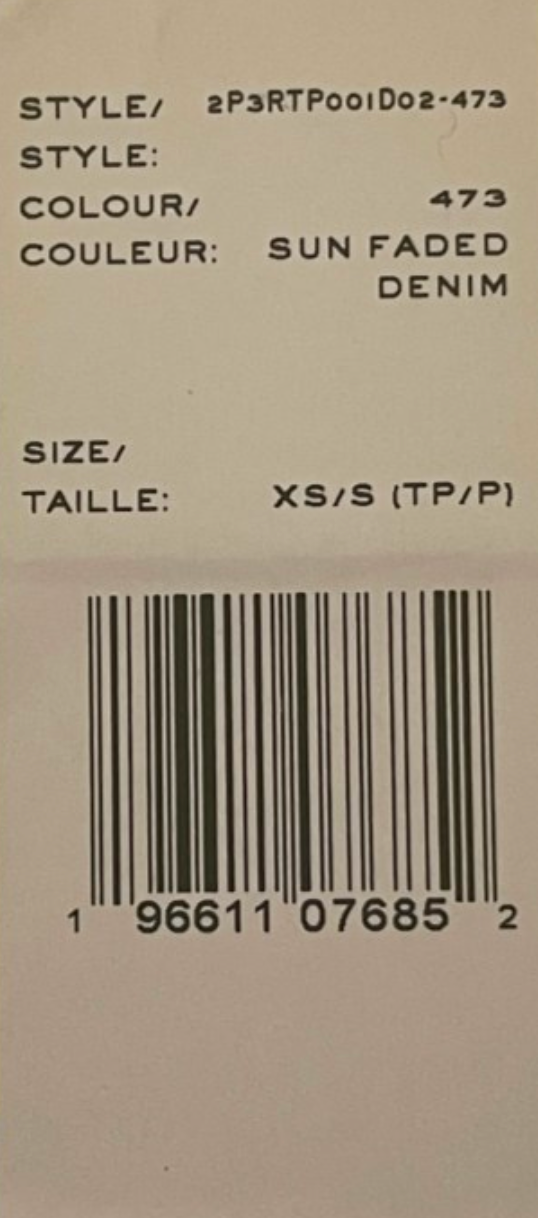 STYLE/ 2P3RTP001D02-473
STYLE:
COLOUR/ 473
COULEUR: SUN FADED
DENIM
SIZE/
TAILLE: XS/S (TP/P)
1 96611 07685 2